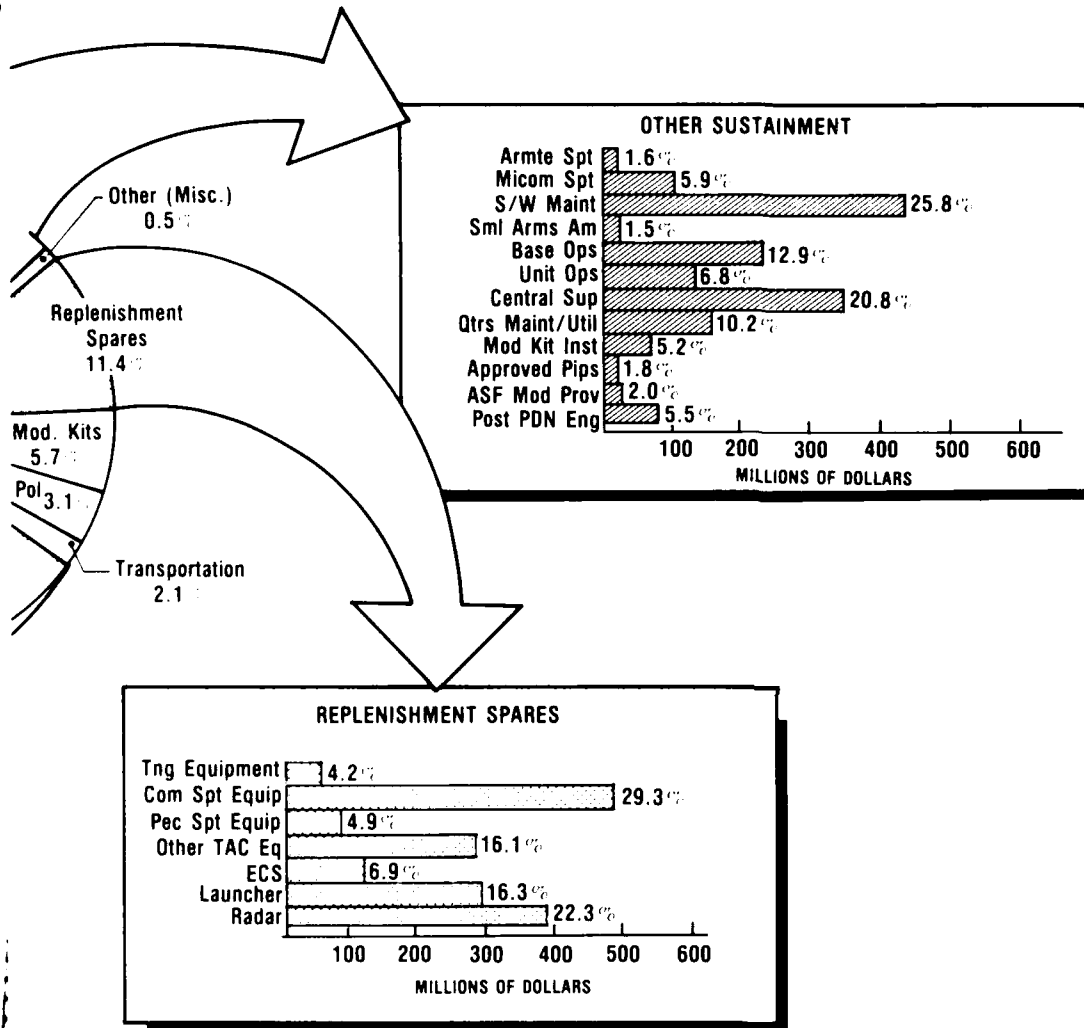 Other (Misc.)
0.5%
Replenishment
Spares
11.4%
Mod. Kits
5.7%
Pol 3.1%
Transportation
2.1%
OTHER SUSTAINMENT
Armte Spt 1.6%
Micom Spt 5.9%
S/W Maint 25.8%
Sml Arms Am 1.5%
Base Ops 12.9%
Unit Ops 6.8%
Central Sup 20.8%
Qtrs Maint/Util 10.2%
Mod Kit Inst 5.2%
Approved Pips 1.8%
ASF Mod Prov 2.0%
Post PDN Eng 5.5%
100 200 300 400 500 600
MILLIONS OF DOLLARS
REPLENISHMENT SPARES
Tng Equipment 4.2%
Com Spt Equip 29.3%
Pec Spt Equip 4.9%
Other TAC Eq 16.1%
ECS 6.9%
Launcher 16.3%
Radar 22.3%
100 200 300 400 500 600
MILLIONS OF DOLLARS